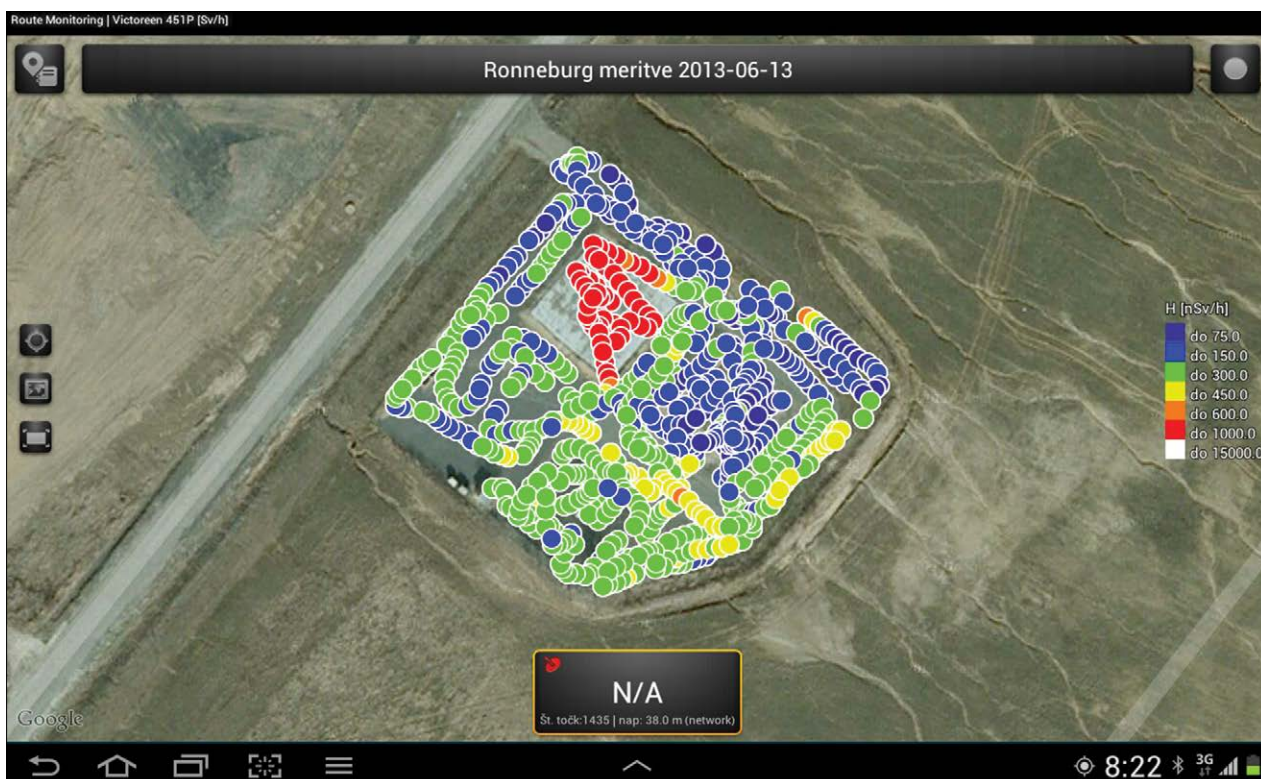 Route Monitoring | Victoreen 451P [Sv/h]
Ronneburg meritve 2013-06-13
H [nSv/h]
do 75.0
do 150.0
do 300.0
do 450.0
do 600.0
do 1000.0
do 15000.0
N/A
Št. točk:1435 | nap: 38.0 m (network)
Google
8:22
3G